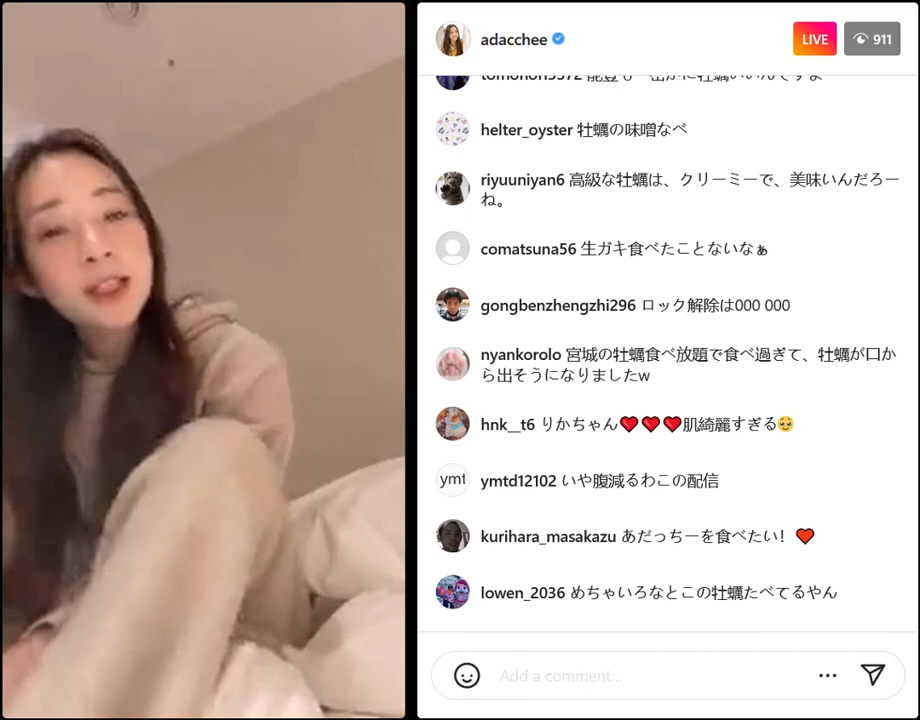 adacchee
LIVE
911
helter_oyster 牡蠣の味噌なべ
riyuuniyan6 高級な牡蠣は、クリーミーで、美味いんだろー
ね。
comatsuna56 生ガキ食べたことないなぁ
gongbenzhengzhi296 ロック解除は000 000
nyankorolo 宮城の牡蠣食べ放題で食べ過ぎて、牡蠣が口か
ら出そうになりましたw
hnk__t6 りかちゃん❤️❤️❤️肌綺麗すぎる🥹
ymt
ymtd12102 いや腹減るわこの配信
kurihara_masakazu あだっちーを食べたい！❤️
lowen_2036 めちゃいろなとこの牡蠣たべてるやん
Add a comment...